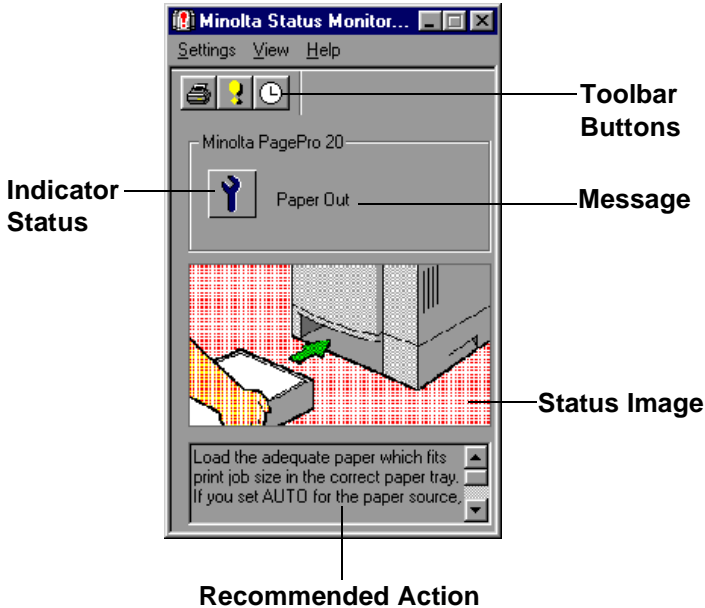 Minolta Status Monitor...
Settings View Help
Toolbar
Buttons
Minolta PagePro 20
Indicator
Status
Paper Out
Message
Status Image
Load the adequate paper which fits
print job size in the correct paper tray.
If you set AUTO for the paper source,
Recommended Action